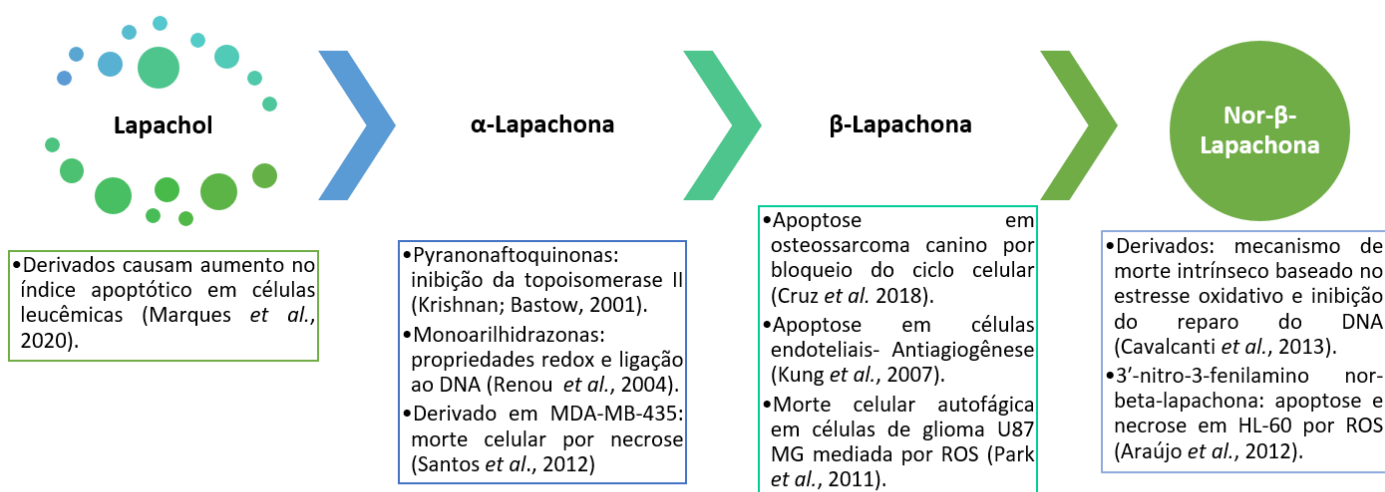 Lapachol
α-Lapachona
β-Lapachona
Nor-β-
Lapachona
•Derivados causam aumento no
índice apoptótico em células
leucêmicas (Marques et al.,
2020).
•Pyranonaftoquinonas:
inibição da topoisomerase II
(Krishnan; Bastow, 2001).
•Monoarilhidrazonas:
propriedades redox e ligação
ao DNA (Renou et al., 2004).
•Derivado em MDA-MB-435:
morte celular por necrose
(Santos et al., 2012)
•Apoptose em
osteossarcoma canino por
bloqueio do ciclo celular
(Cruz et al. 2018).
•Apoptose em células
endoteliais- Antiagiogênese
(Kung et al., 2007).
•Morte celular autofágica
em células de glioma U87
MG mediada por ROS (Park
et al., 2011).
•Derivados: mecanismo de
morte intrínseco baseado no
estresse oxidativo e inibição
do reparo do DNA
(Cavalcanti et al., 2013).
•3′-nitro-3-fenilamino nor-
beta-lapachona: apoptose e
necrose em HL-60 por ROS
(Araújo et al., 2012).